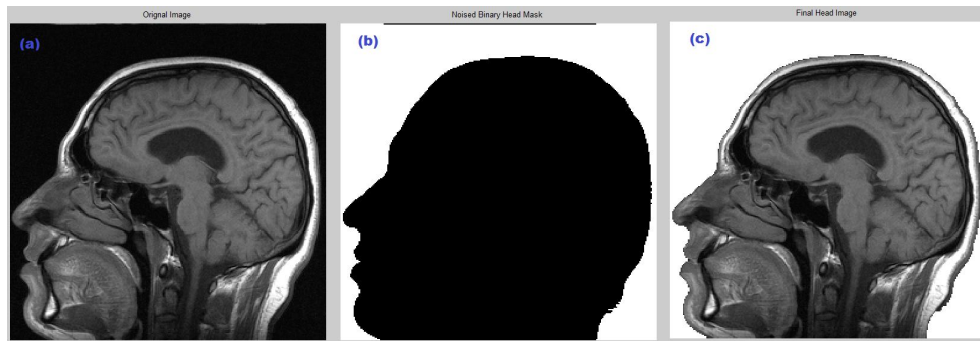 Orignal Image
Noised Binary Head Mask
Final Head Image
(a)
(b)
(c)